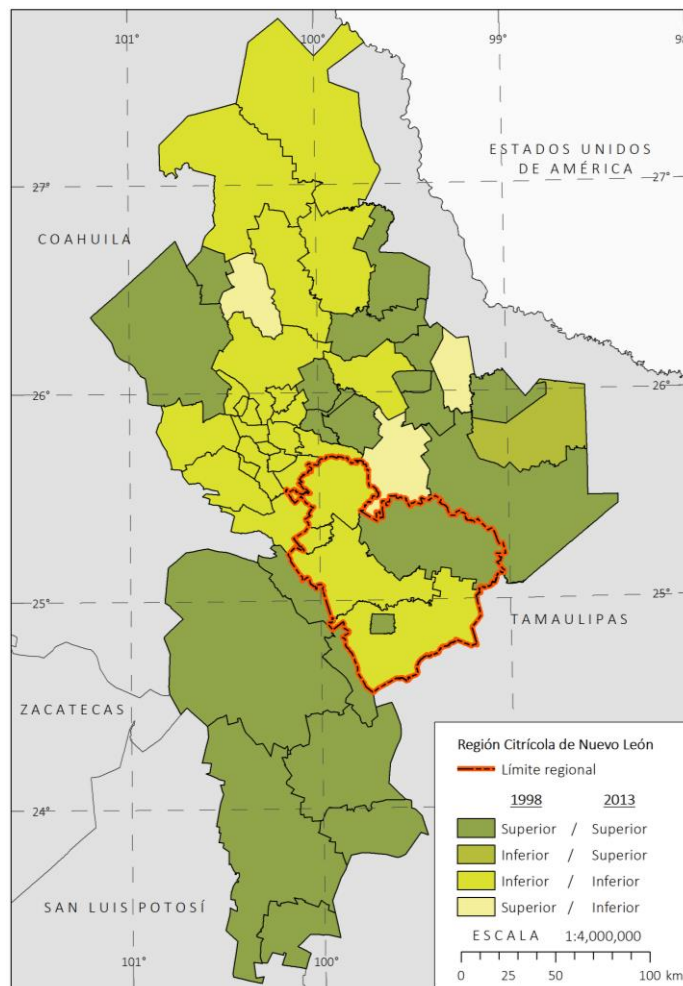 101°
100°
99°
98
ESTADOS UNIDOS
DE AMÉRICA
27°
27°
COAHUILA
26°
26°
25°
25°
TAMAULIPAS
ZACATECAS
24°
SAN LUIS POTOSÍ
101°
100°
Región Citrícola de Nuevo León
Límite regional
1998 2013
Superior / Superior
Inferior / Superior
Inferior / Inferior
Superior / Inferior
ESCALA 1:4,000,000
0 25 50 100 km